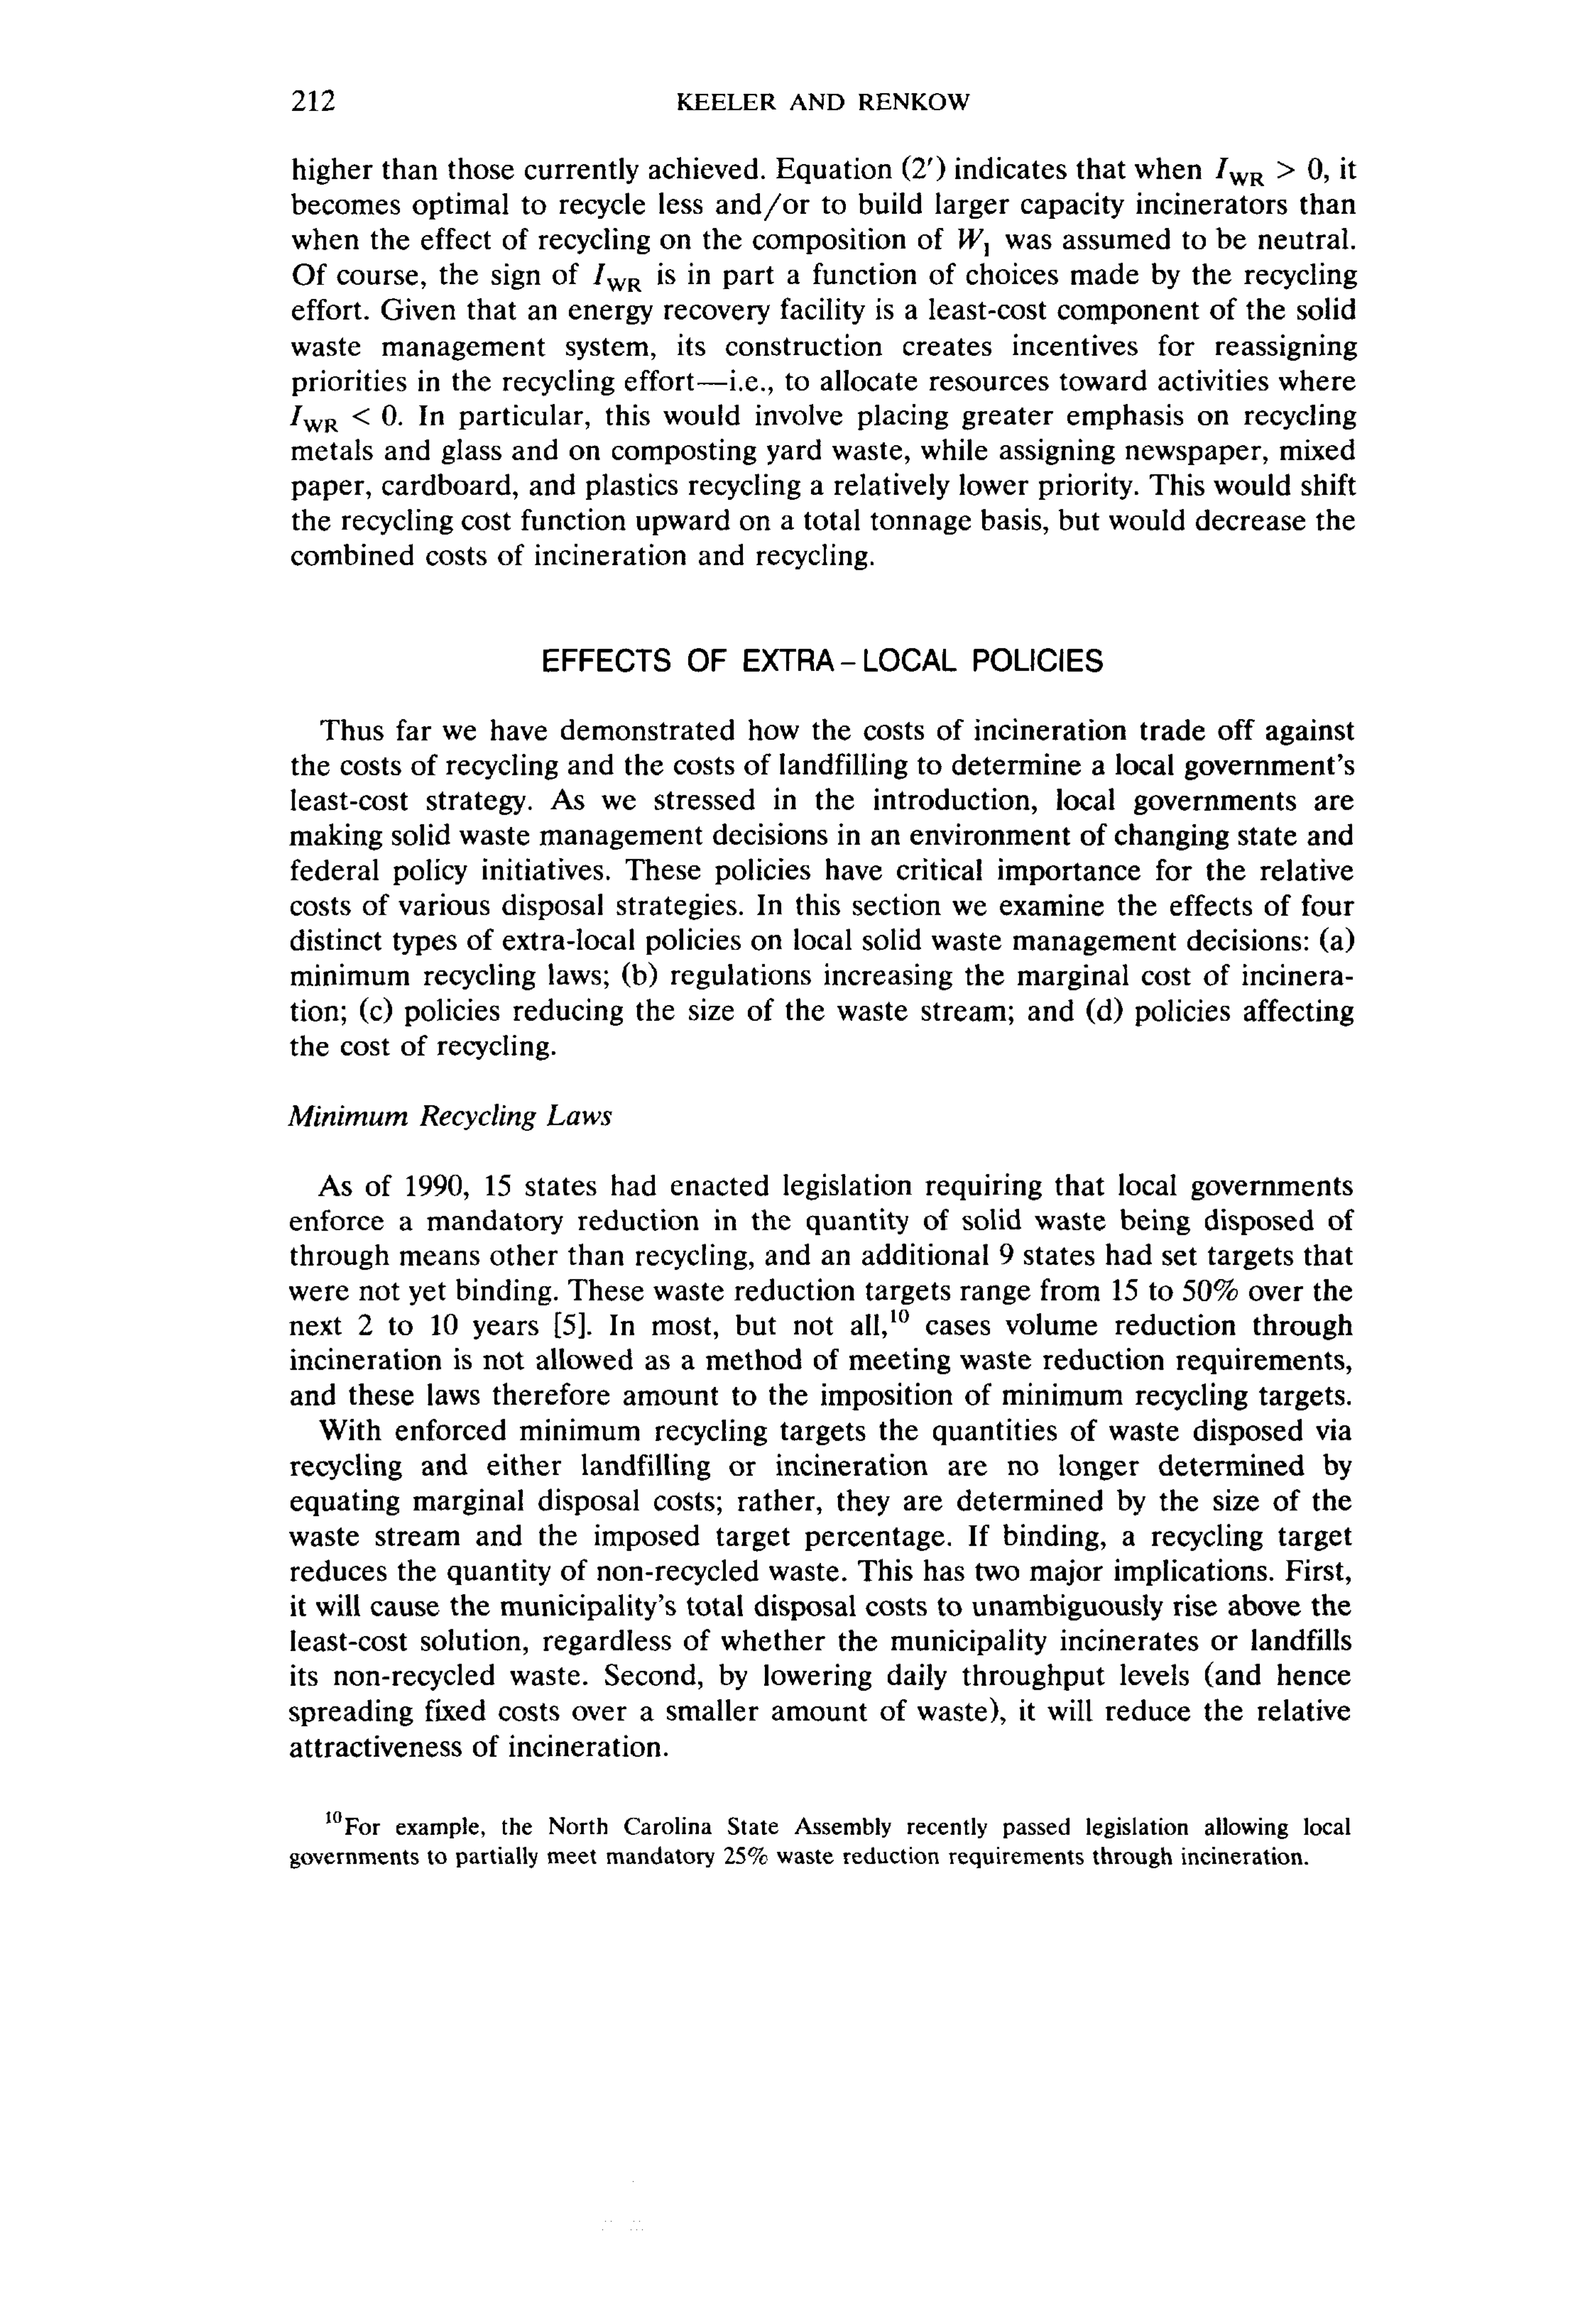 212
KEELER AND RENKOW
higher than those currently achieved. Equation (2′) indicates that when I_WR > 0, it
becomes optimal to recycle less and/or to build larger capacity incinerators than
when the effect of recycling on the composition of W_I was assumed to be neutral.
Of course, the sign of I_WR is in part a function of choices made by the recycling
effort. Given that an energy recovery facility is a least-cost component of the solid
waste management system, its construction creates incentives for reassigning
priorities in the recycling effort—i.e., to allocate resources toward activities where
I_WR < 0. In particular, this would involve placing greater emphasis on recycling
metals and glass and on composting yard waste, while assigning newspaper, mixed
paper, cardboard, and plastics recycling a relatively lower priority. This would shift
the recycling cost function upward on a total tonnage basis, but would decrease the
combined costs of incineration and recycling.
EFFECTS OF EXTRA-LOCAL POLICIES
Thus far we have demonstrated how the costs of incineration trade off against
the costs of recycling and the costs of landfilling to determine a local government's
least-cost strategy. As we stressed in the introduction, local governments are
making solid waste management decisions in an environment of changing state and
federal policy initiatives. These policies have critical importance for the relative
costs of various disposal strategies. In this section we examine the effects of four
distinct types of extra-local policies on local solid waste management decisions: (a)
minimum recycling laws; (b) regulations increasing the marginal cost of incinera-
tion; (c) policies reducing the size of the waste stream; and (d) policies affecting
the cost of recycling.
Minimum Recycling Laws
As of 1990, 15 states had enacted legislation requiring that local governments
enforce a mandatory reduction in the quantity of solid waste being disposed of
through means other than recycling, and an additional 9 states had set targets that
were not yet binding. These waste reduction targets range from 15 to 50% over the
next 2 to 10 years [5]. In most, but not all,¹⁰ cases volume reduction through
incineration is not allowed as a method of meeting waste reduction requirements,
and these laws therefore amount to the imposition of minimum recycling targets.
With enforced minimum recycling targets the quantities of waste disposed via
recycling and either landfilling or incineration are no longer determined by
equating marginal disposal costs; rather, they are determined by the size of the
waste stream and the imposed target percentage. If binding, a recycling target
reduces the quantity of non-recycled waste. This has two major implications. First,
it will cause the municipality's total disposal costs to unambiguously rise above the
least-cost solution, regardless of whether the municipality incinerates or landfills
its non-recycled waste. Second, by lowering daily throughput levels (and hence
spreading fixed costs over a smaller amount of waste), it will reduce the relative
attractiveness of incineration.
¹⁰For example, the North Carolina State Assembly recently passed legislation allowing local
governments to partially meet mandatory 25% waste reduction requirements through incineration.